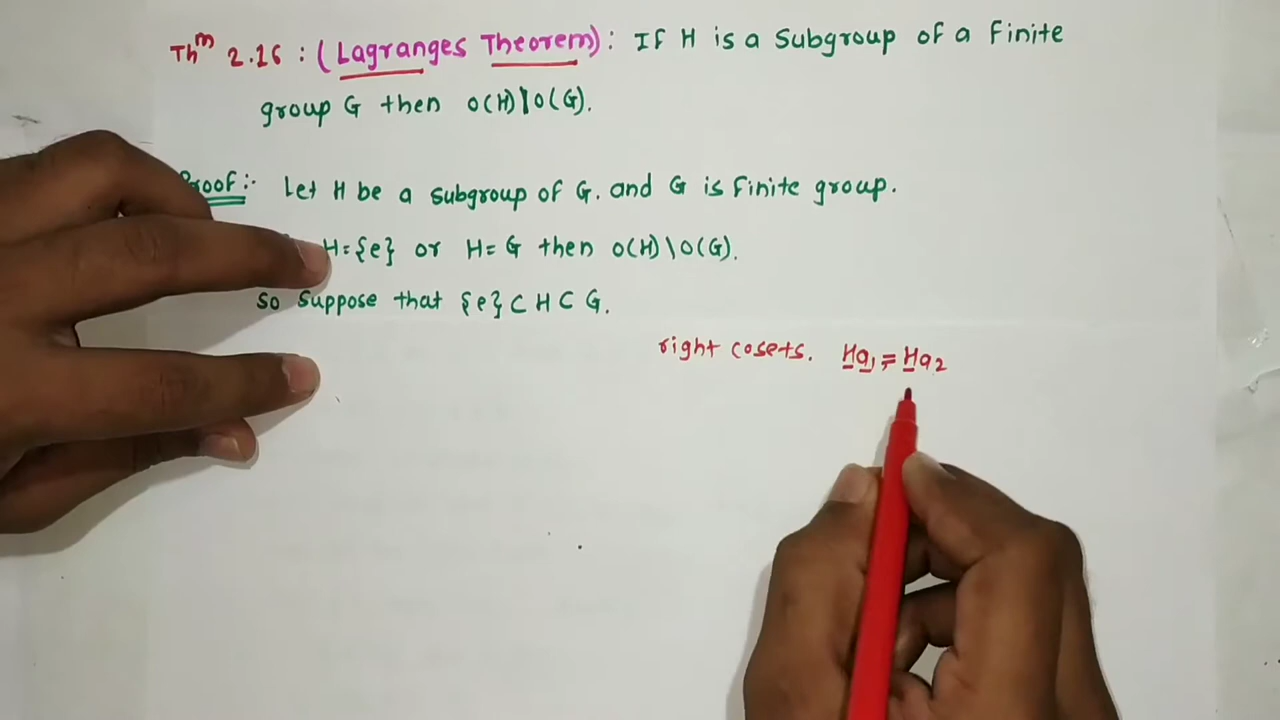 Thm 2.16 : (Lagranges Theorem) : If H is a Subgroup of a Finite
group G then O(H)\O(G).
Proof :- Let H be a subgroup of G. and G is Finite group.
H={e} or H= G then O(H)\O(G).
So Suppose that {e}⊂H⊂G.
right cosets. Ha1=Ha2